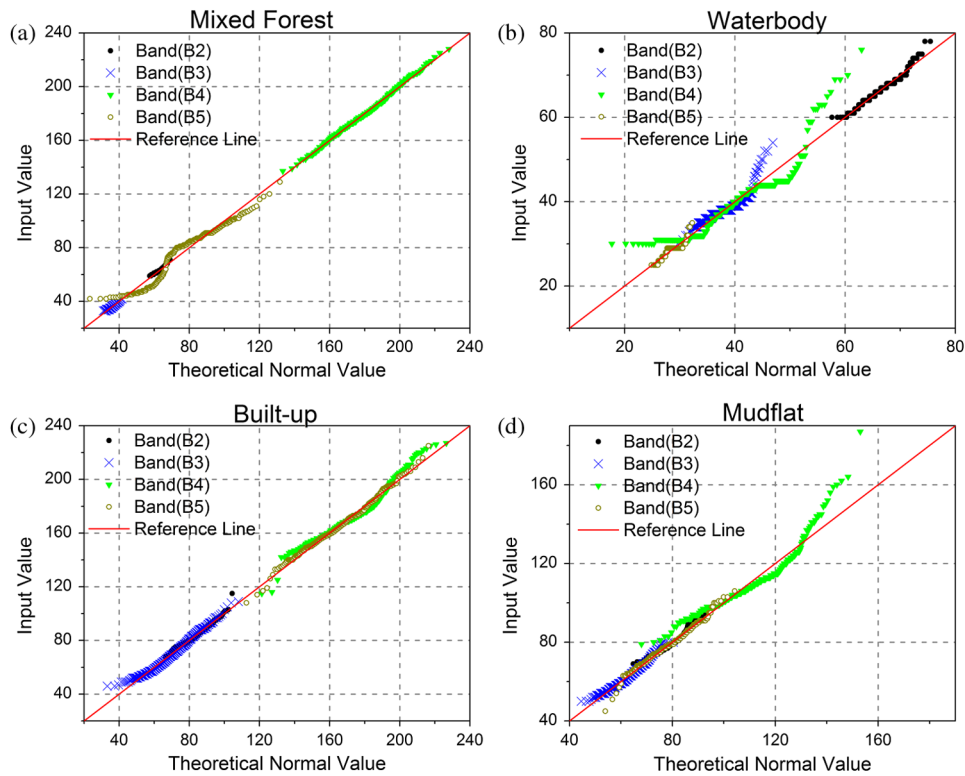 (a)
Mixed Forest
240
200
160
120
80
40
Input Value
Band(B2)
Band(B3)
Band(B4)
Band(B5)
Reference Line
40 80 120 160 200 240
Theoretical Normal Value
(b)
Waterbody
80
60
40
20
Input Value
Band(B2)
Band(B3)
Band(B4)
Band(B5)
Reference Line
20 40 60 80
Theoretical Normal Value
(c)
Built-up
240
200
160
120
80
40
Input Value
Band(B2)
Band(B3)
Band(B4)
Band(B5)
Reference Line
40 80 120 160 200 240
Theoretical Normal Value
(d)
Mudflat
160
120
80
40
Input Value
Band(B2)
Band(B3)
Band(B4)
Band(B5)
Reference Line
40 80 120 160
Theoretical Normal Value